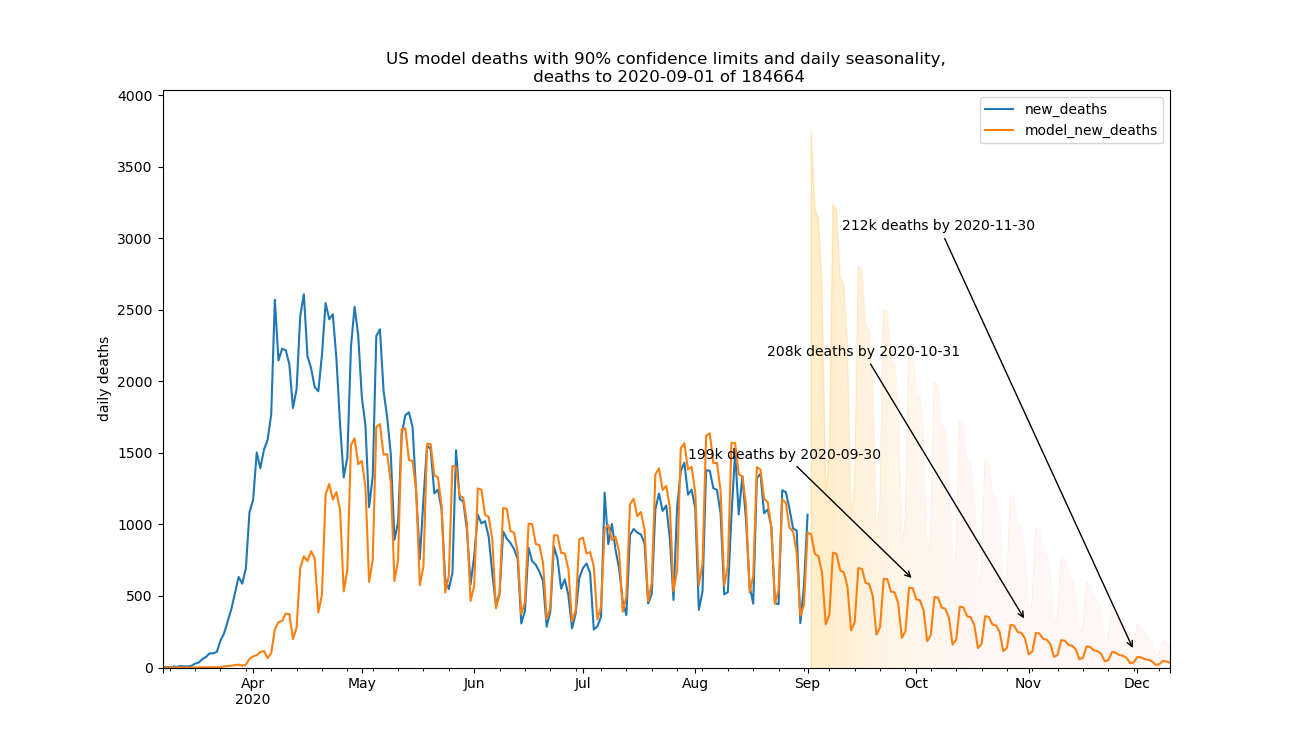 US model deaths with 90% confidence limits and daily seasonality,
deaths to 2020-09-01 of 184664
4000
3500
3000
2500
2000
1500
1000
500
0
daily deaths
new_deaths
model_new_deaths
212k deaths by 2020-11-30
208k deaths by 2020-10-31
199k deaths by 2020-09-30
Apr
2020
May
Jun
Jul
Aug
Sep
Oct
Nov
Dec